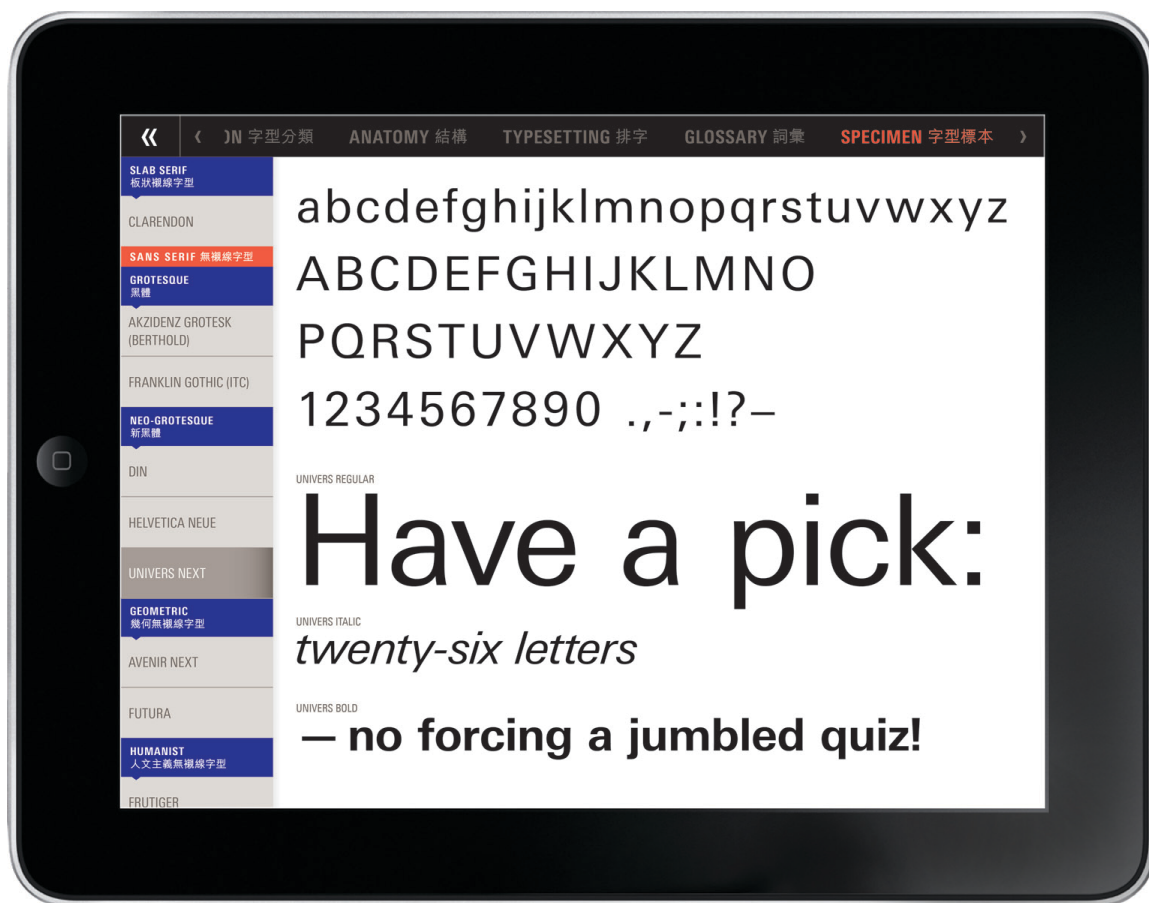 « ‹ ON 字型分類 ANATOMY 結構 TYPESETTING 排字 GLOSSARY 詞彙 SPECIMEN 字型標本 ›
SLAB SERIF
板狀襯線字型
CLARENDON
SANS SERIF 無襯線字型
GROTESQUE
黑體
AKZIDENZ GROTESK
(BERTHOLD)
FRANKLIN GOTHIC (ITC)
NEO-GROTESQUE
新黑體
DIN
HELVETICA NEUE
UNIVERS NEXT
GEOMETRIC
幾何無襯線字型
AVENIR NEXT
FUTURA
HUMANIST
人文主義無襯線字型
FRUTIGER
abcdefghijklmnopqrstuvwxyz
ABCDEFGHIJKLMNO
PQRSTUVWXYZ
1234567890 .,-;:!?–
UNIVERS REGULAR
Have a pick:
UNIVERS ITALIC
twenty-six letters
UNIVERS BOLD
— no forcing a jumbled quiz!